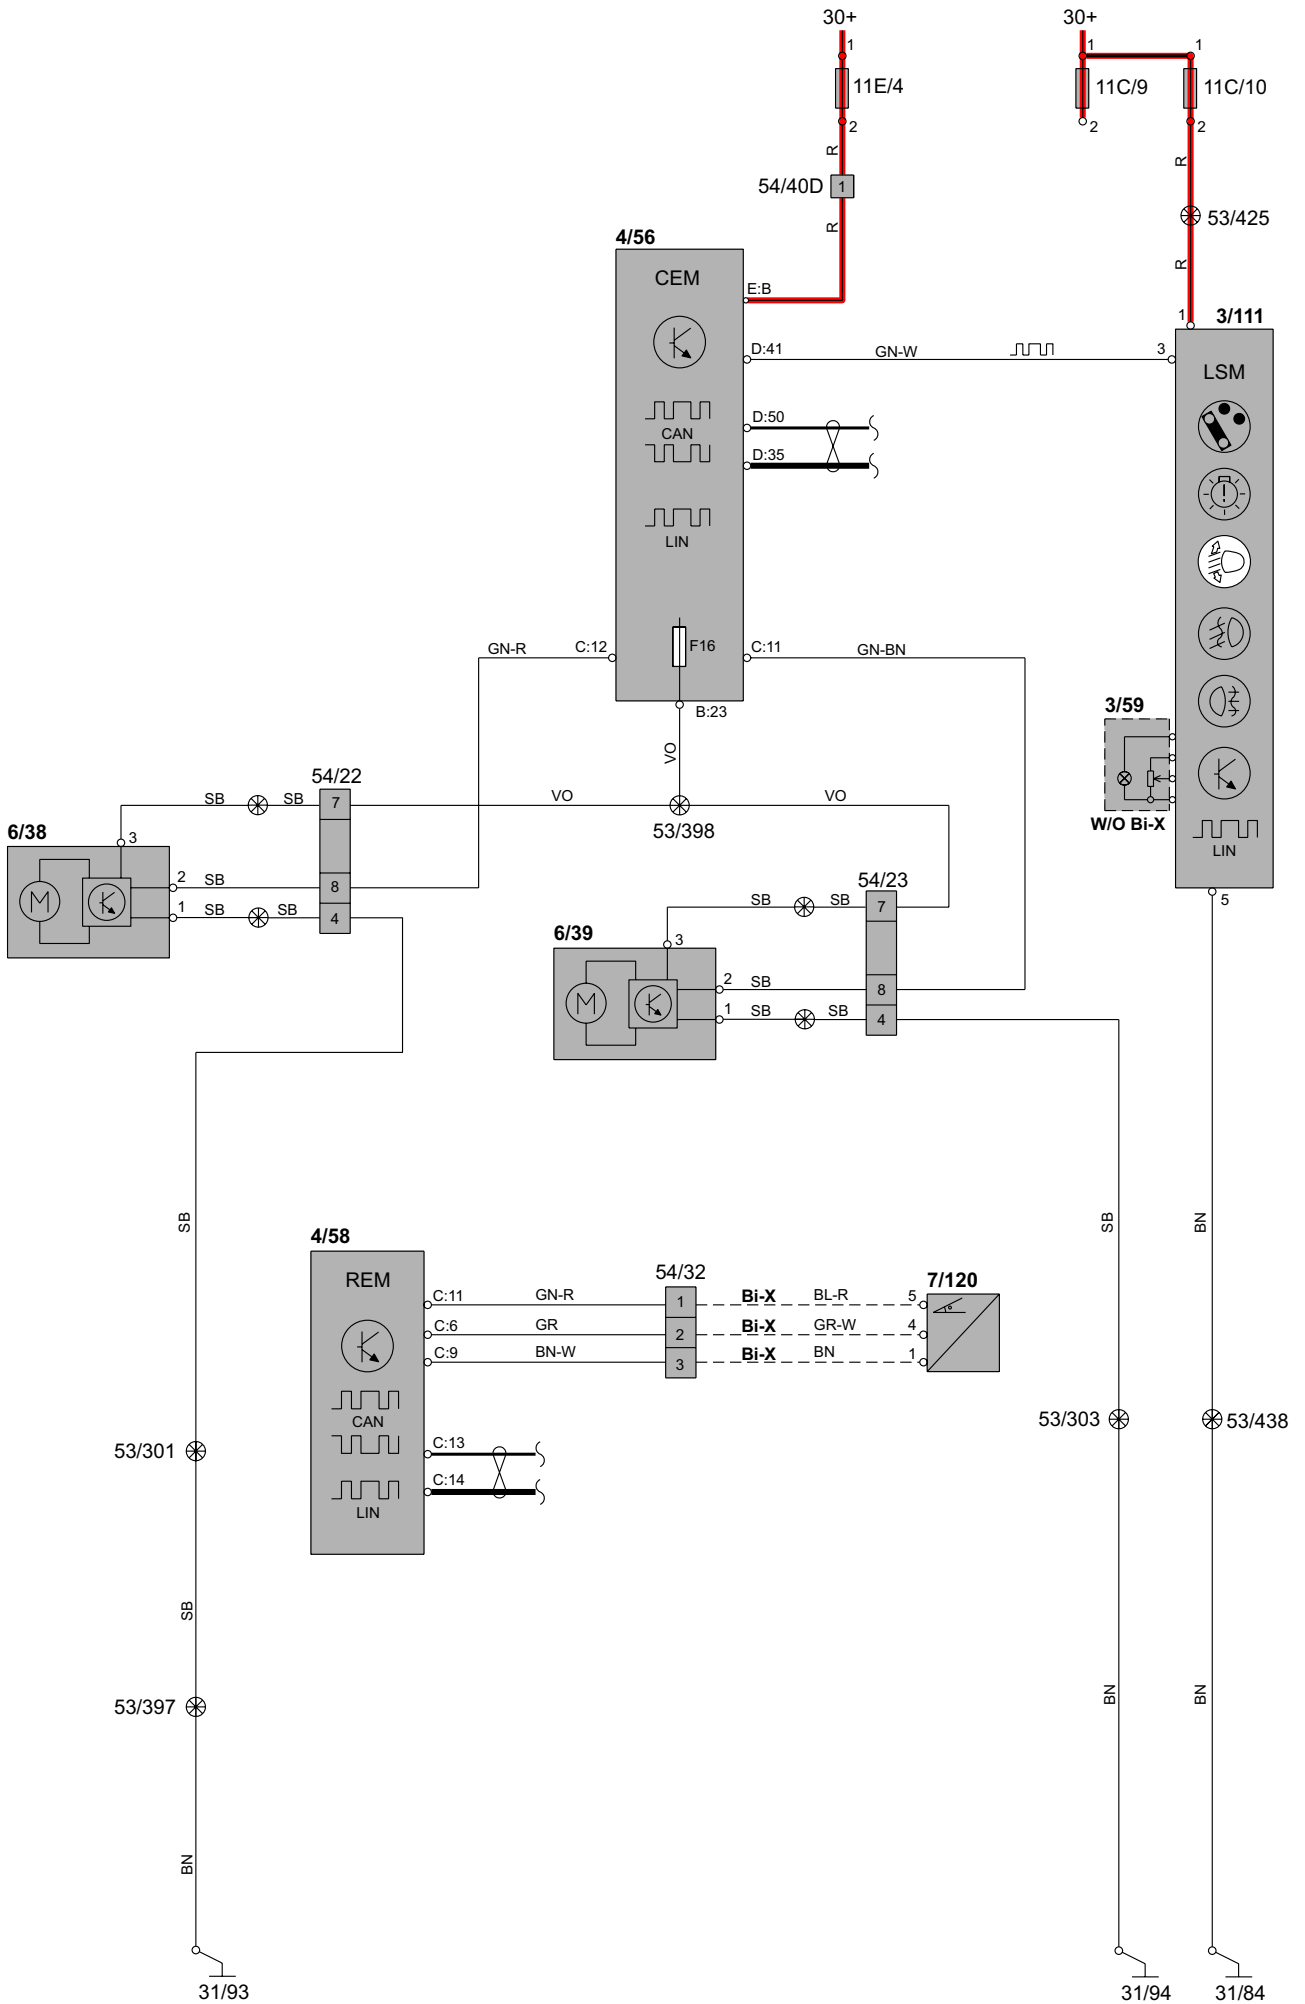 30+ 30+
1 1 1
11E/4 11C/9 11C/10
2 2 2
R R
54/40D 1
53/425
R R
4/56
CEM
E:B
1 3/111
D:41 GN-W 3
LSM
D:50
CAN
D:35
LIN
GN-R C:12 F16 C:11 GN-BN
B:23
3/59
VO
54/22
SB SB 7 VO VO
53/398
W/O Bi-X
LIN
6/38
3
2 SB 8
M
1 SB SB 4
54/23
5
SB SB 7
6/39
3
2 SB 8
M
1 SB SB 4
SB SB BN
4/58
REM
54/32 7/120
C:11 GN-R 1 Bi-X BL-R 5
C:6 GR 2 Bi-X GR-W 4
C:9 BN-W 3 Bi-X BN 1
CAN
53/303 53/438
53/301
C:13
C:14
LIN
SB
BN BN
53/397
BN
31/93 31/94 31/84